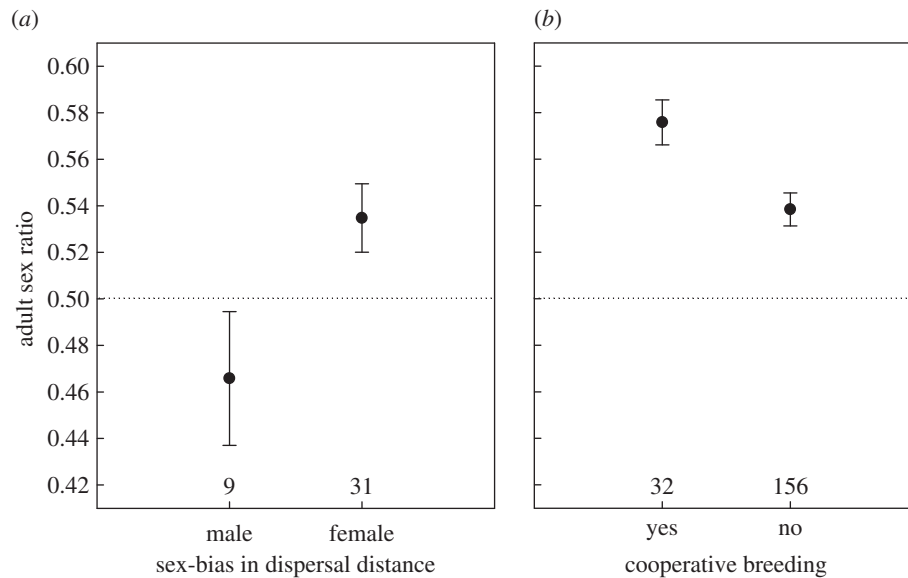 (a)
adult sex ratio
0.60
0.58
0.56
0.54
0.52
0.50
0.48
0.46
0.44
0.42
9 31
male female
sex-bias in dispersal distance
(b)
32 156
yes no
cooperative breeding